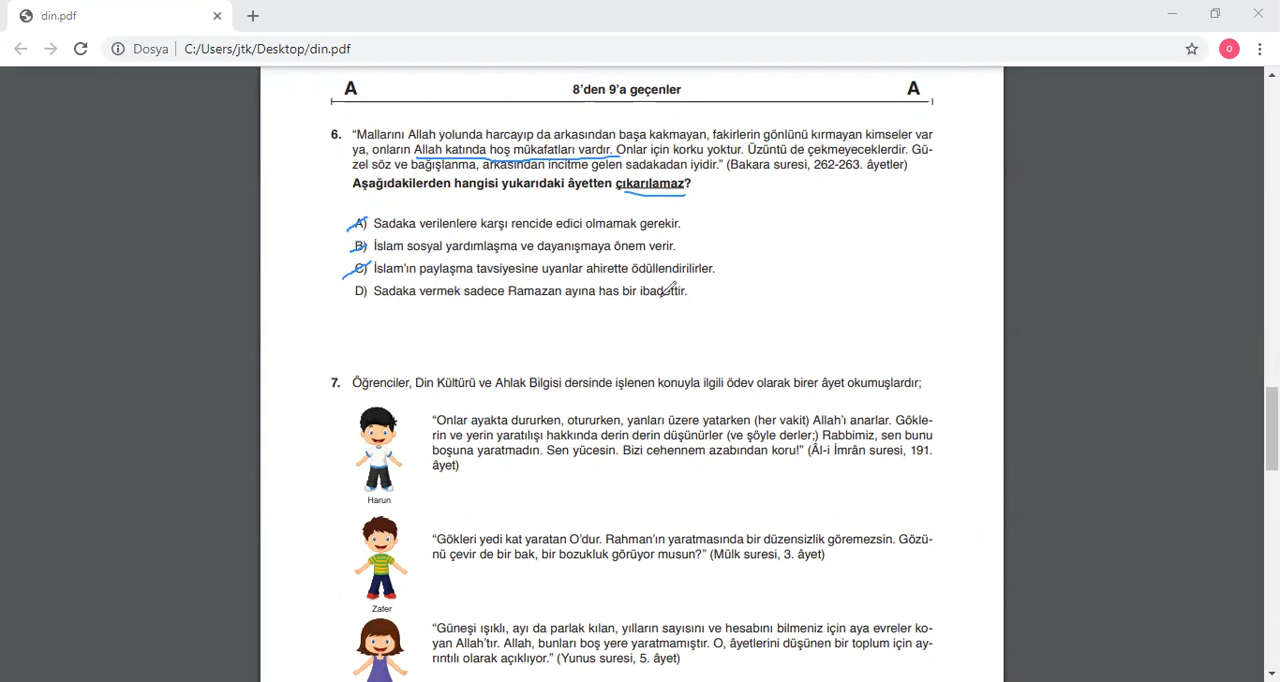 din.pdf
Dosya
C:/Users/jtk/Desktop/din.pdf
O
A 8'den 9'a geçenler A
6. “Mallarını Allah yolunda harcayıp da arkasından başa kakmayan, fakirlerin gönlünü kırmayan kimseler var
ya, onların Allah katında hoş mükafatları vardır. Onlar için korku yoktur. Üzüntü de çekmeyeceklerdir. Gü-
zel söz ve bağışlanma, arkasından incitme gelen sadakadan iyidir.” (Bakara suresi, 262-263. âyetler)
Aşağıdakilerden hangisi yukarıdaki âyetten çıkarılamaz?
A) Sadaka verilenlere karşı rencide edici olmamak gerekir.
B) İslam sosyal yardımlaşma ve dayanışmaya önem verir.
C) İslam’ın paylaşma tavsiyesine uyanlar ahirette ödüllendirilirler.
D) Sadaka vermek sadece Ramazan ayına has bir ibadettir.
7. Öğrenciler, Din Kültürü ve Ahlak Bilgisi dersinde işlenen konuyla ilgili ödev olarak birer âyet okumuşlardır;
“Onlar ayakta dururken, otururken, yanları üzere yatarken (her vakit) Allah’ı anarlar. Gökle-
rin ve yerin yaratılışı hakkında derin derin düşünürler (ve şöyle derler;) Rabbimiz, sen bunu
boşuna yaratmadın. Sen yücesin. Bizi cehennem azabından koru!” (Âl-i İmrân suresi, 191.
âyet)
Harun
“Gökleri yedi kat yaratan O’dur. Rahman’ın yaratmasında bir düzensizlik göremezsin. Gözü-
nü çevir de bir bak, bir bozukluk görüyor musun?” (Mülk suresi, 3. âyet)
Zafer
“Güneşi ışıklı, ayı da parlak kılan, yılların sayısını ve hesabını bilmeniz için aya evreler ko-
yan Allah’tır. Allah, bunları boş yere yaratmamıştır. O, âyetlerini düşünen bir toplum için ay-
rıntılı olarak açıklıyor.” (Yunus suresi, 5. âyet)